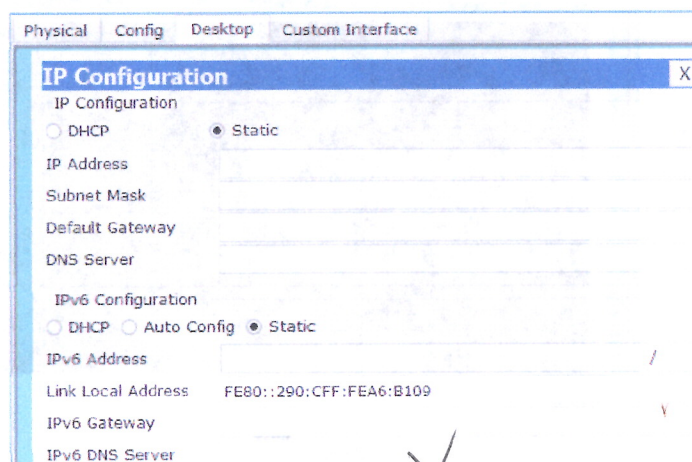 Physical Config Desktop Custom Interface
IP Configuration X
IP Configuration
DHCP Static
IP Address
Subnet Mask
Default Gateway
DNS Server
IPv6 Configuration
DHCP Auto Config Static
IPv6 Address /
Link Local Address FE80::290:CFF:FEA6:B109
IPv6 Gateway
IPv6 DNS Server